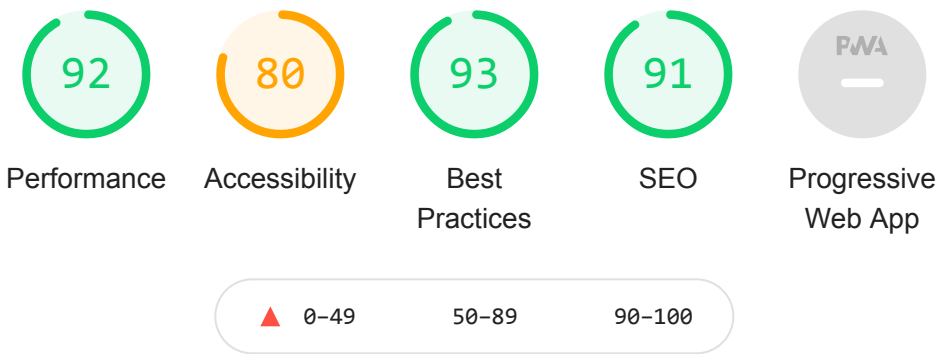 92 80 93 91 PWA
Performance Accessibility Best Practices SEO Progressive Web App
0–49 50–89 90–100